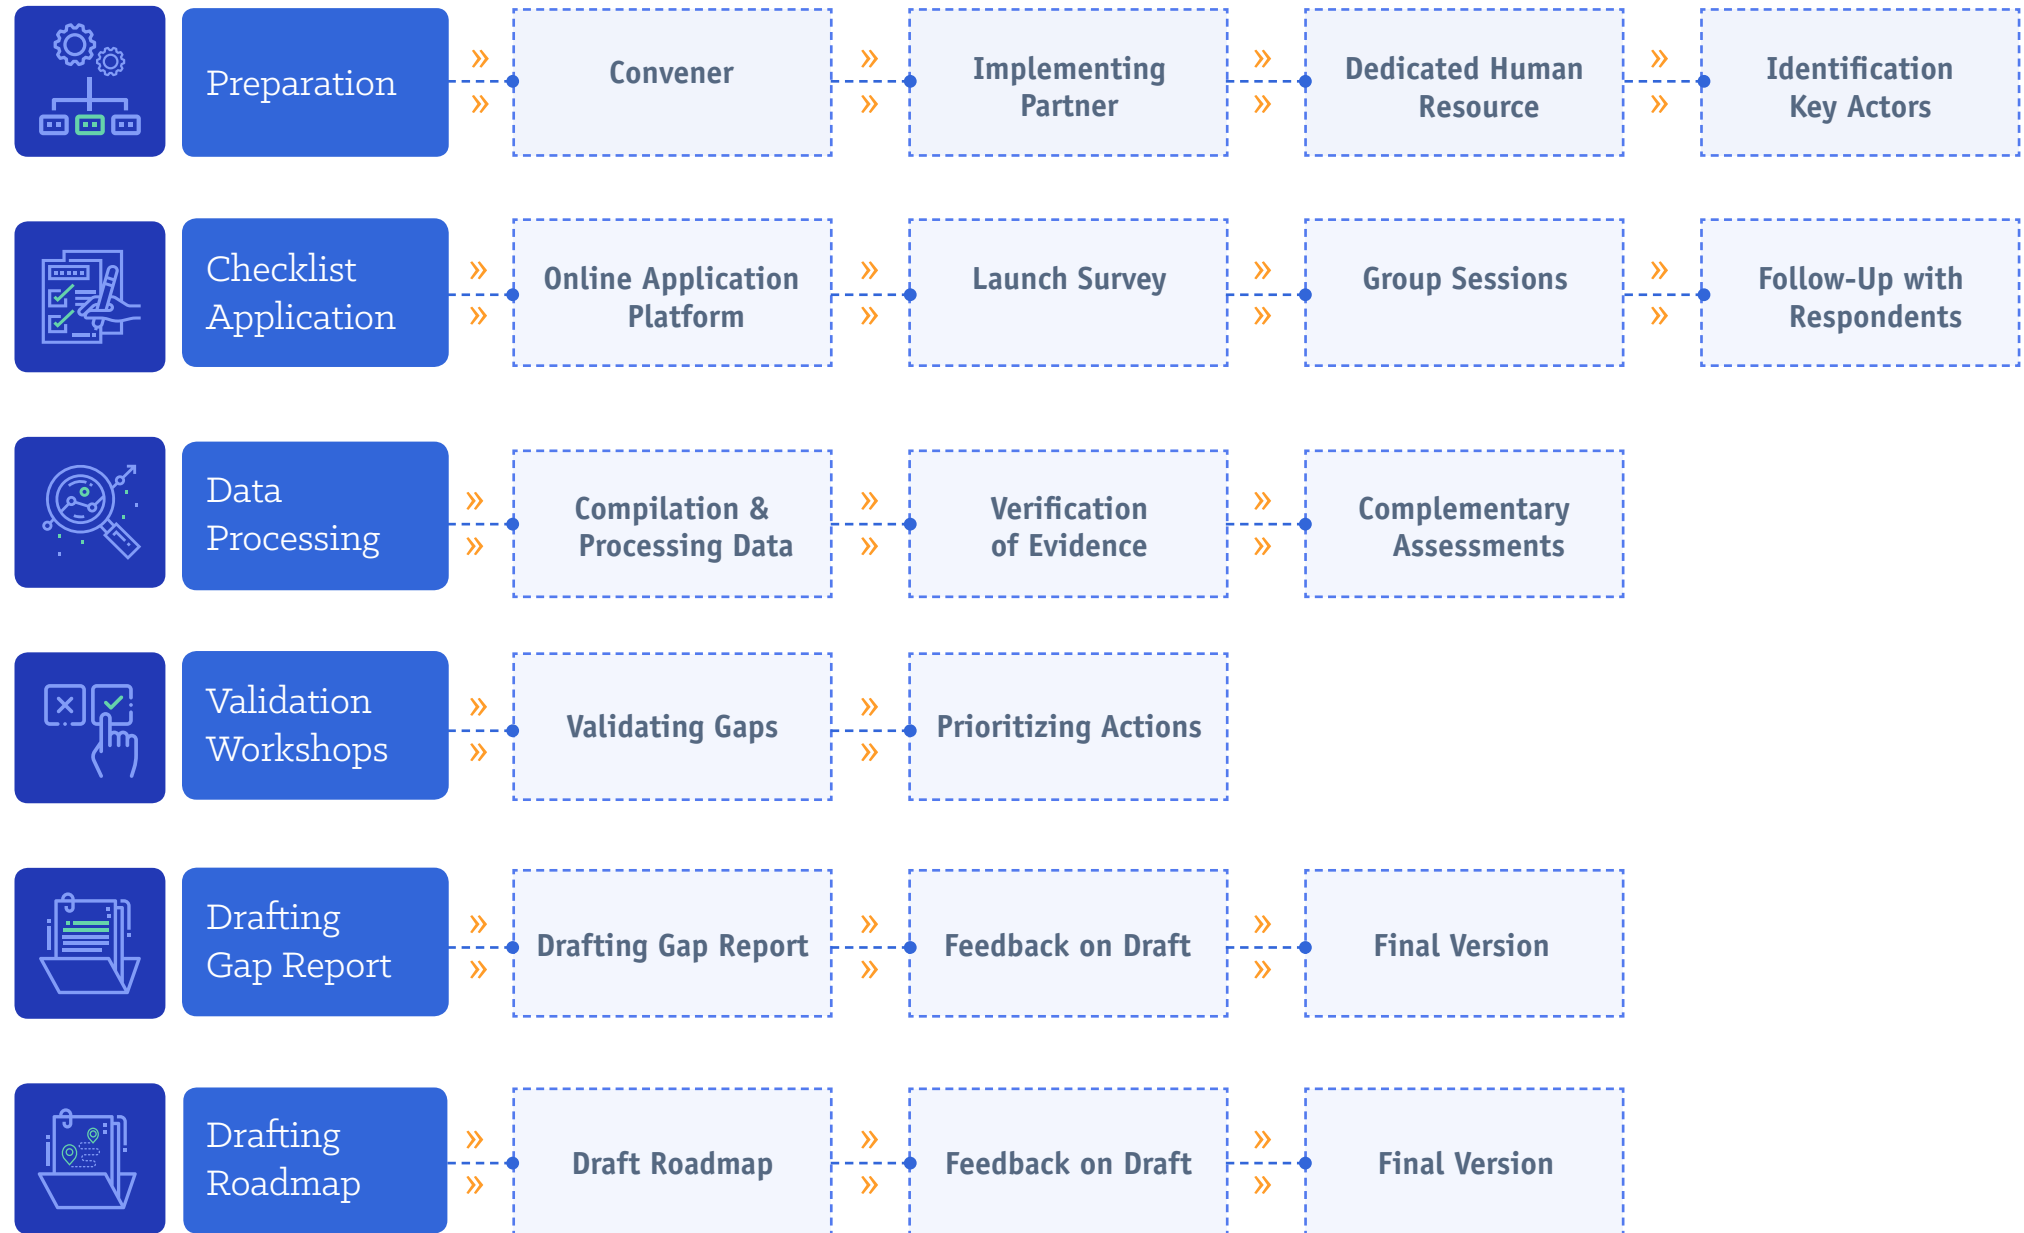 Preparation
Convener
Implementing
Partner
Dedicated Human
Resource
Identification
Key Actors
Checklist
Application
Online Application
Platform
Launch Survey
Group Sessions
Follow-Up with
Respondents
Data
Processing
Compilation &
Processing Data
Verification
of Evidence
Complementary
Assessments
Validation
Workshops
Validating Gaps
Prioritizing Actions
Drafting
Gap Report
Drafting Gap Report
Feedback on Draft
Final Version
Drafting
Roadmap
Draft Roadmap
Feedback on Draft
Final Version